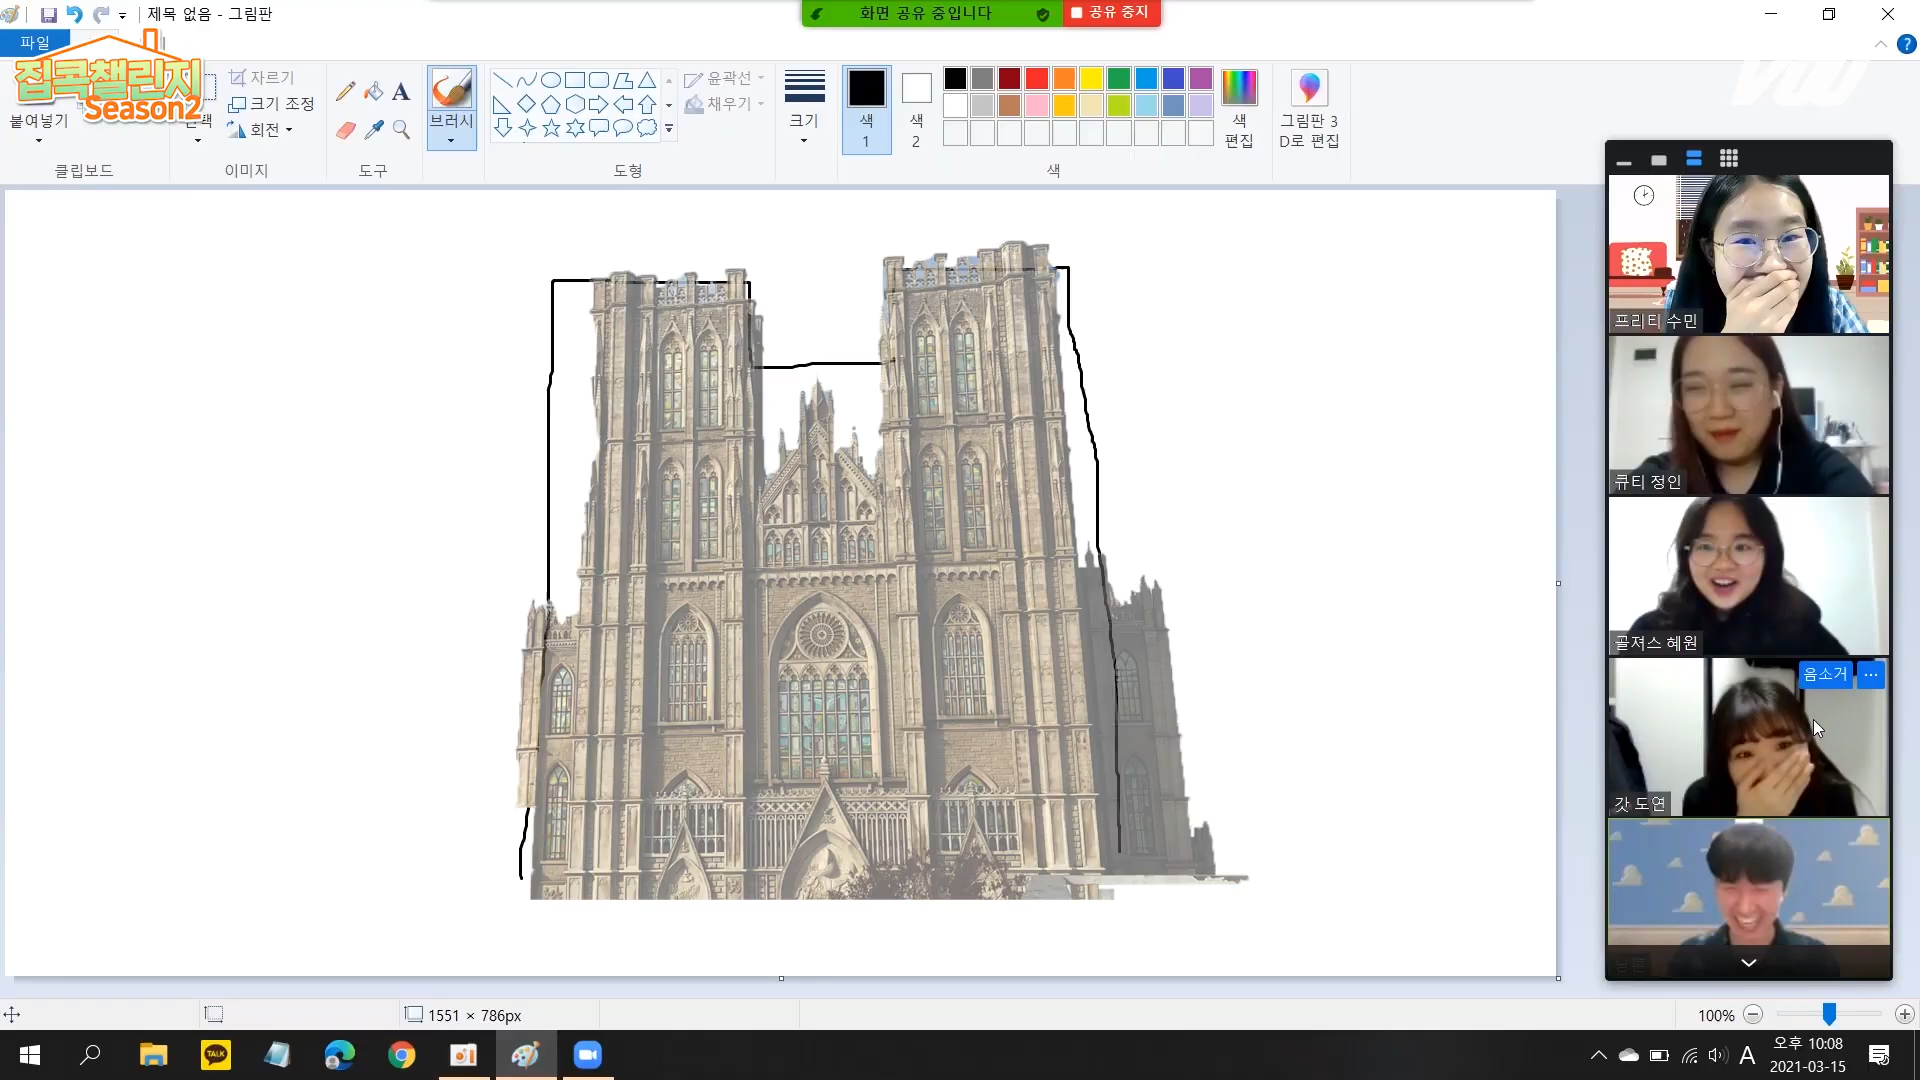 제목 없음 - 그림판
화면 공유 중입니다
공유 중지
파일
집콕챌린지
Season2
붙여넣기
선택
자르기
크기 조정
회전
A
브러시
윤곽선
채우기
크기
색
1
색
2
색
편집
그림판 3
D로 편집
클립보드
이미지
도구
도형
색
프리티 수민
큐티 정인
골져스 혜원
음소거
갓 도연
1551 × 786px
100%
TALK
A
오후 10:08
2021-03-15